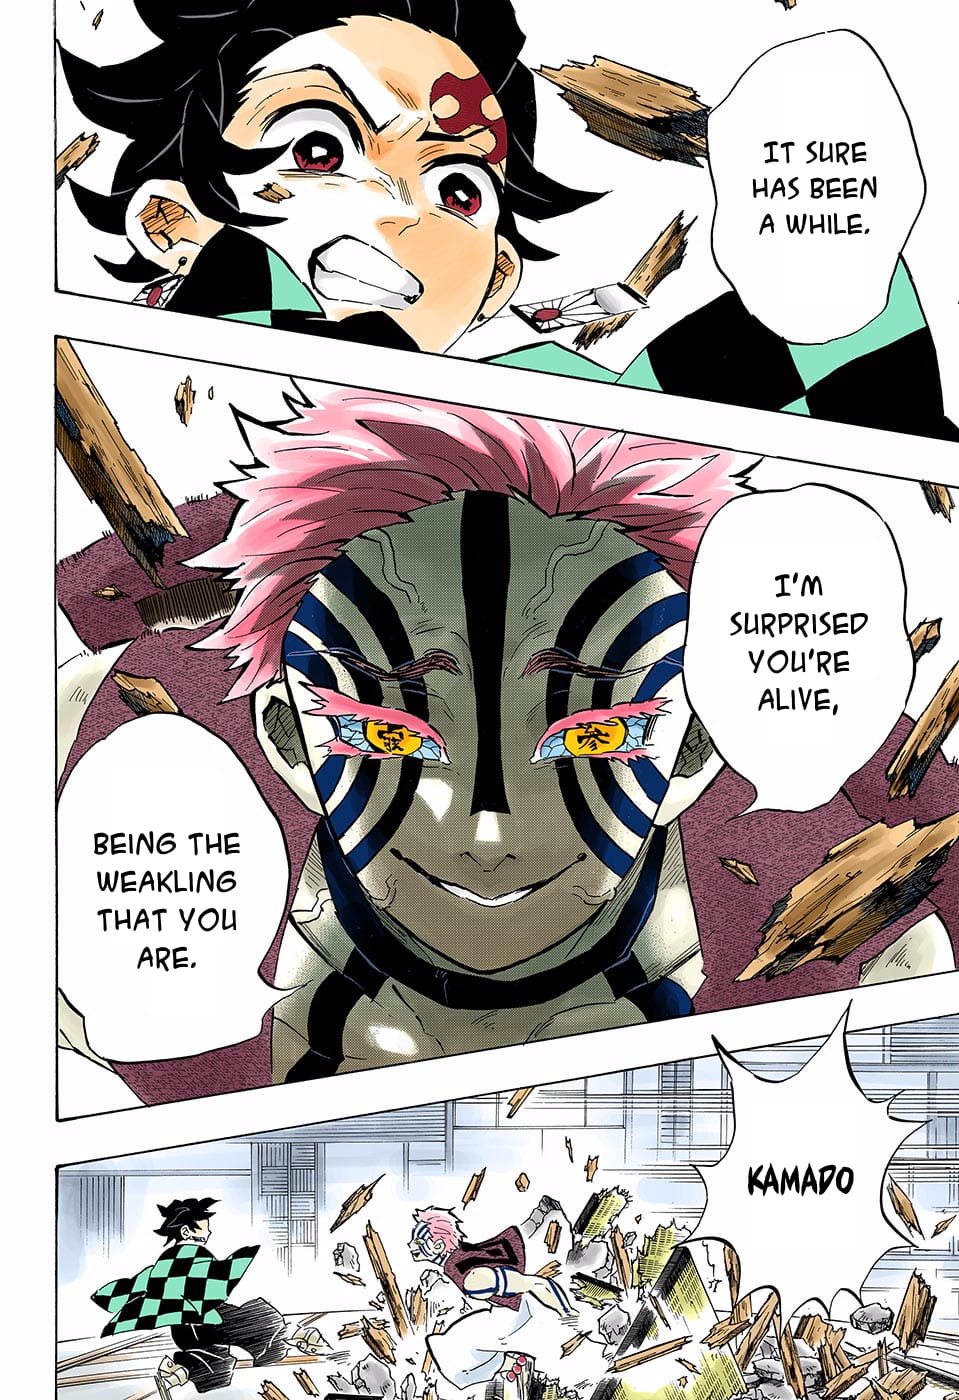 IT SURE
HAS BEEN
A WHILE.
I'M
SURPRISED
YOU'RE
ALIVE,
BEING THE
WEAKLING
THAT YOU
ARE.
KAMADO